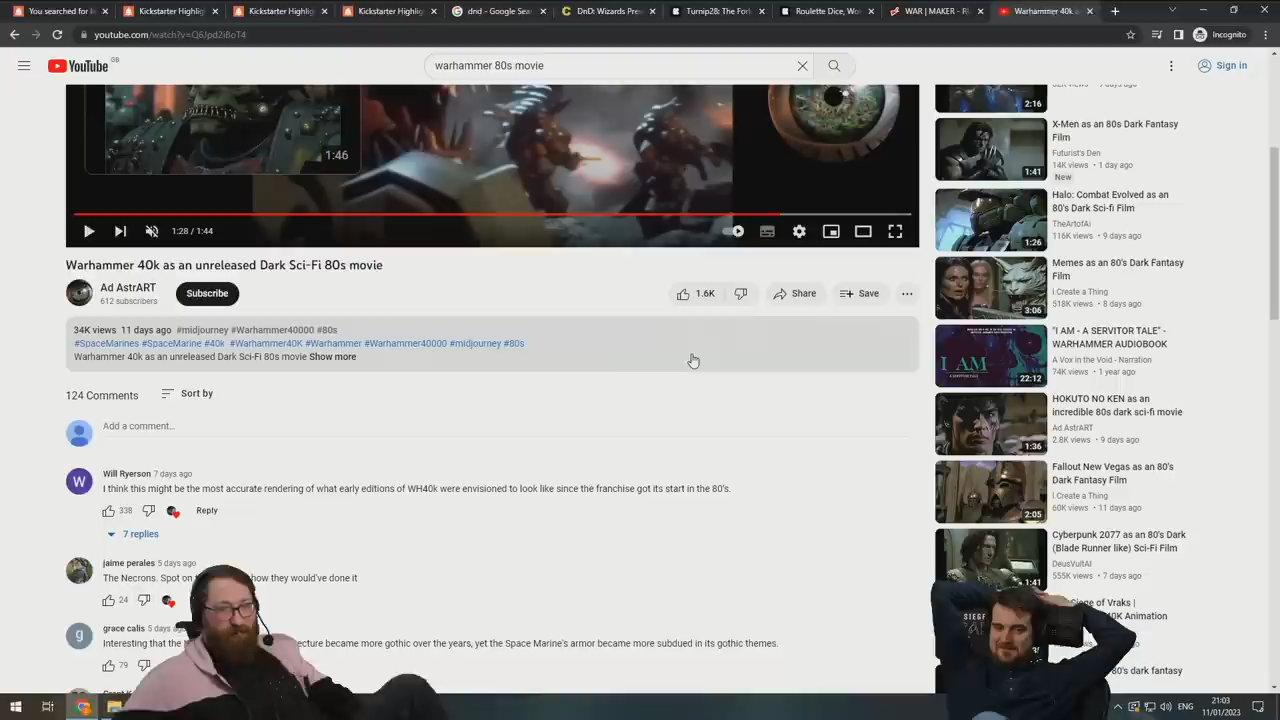 You searched for is
Kickstarter Highlig
Kickstarter Highlig
Kickstarter Highlig
dnd - Google Sear
DnD: Wizards Pres
Turnip28: Welcome
Roulette Dice, Wo
WAR | MAKER - R
Warhammer 40k a
youtube.com/watch?v=Q6Jpd2iBoT4
Incognito
YouTube GB
warhammer 80s movie
Sign in
1:46
1:28 / 1:44
Warhammer 40k as an unreleased Dark Sci-Fi 80s movie
Ad AstrART
612 subscribers
Subscribe
1.6K
Share
Save
34K views 11 days ago #midjourney #Warhammer40000 #80s
#SpaceMarines #SpaceMarine #40k #Warhammer40K #Warhammer #Warhammer40000 #midjourney #80s
Warhammer 40k as an unreleased Dark Sci-Fi 80s movie Show more
124 Comments
Sort by
Add a comment...
W
Will Ryerson 7 days ago
I think this might be the most accurate rendering of what early editions of WH40k were envisioned to look like since the franchise got its start in the 80's.
338
Reply
7 replies
jaime perales 5 days ago
The Necrons. Spot on
how they would've done it
24
g
grace calis 5 days ag
Interesting that the
ecture became more gothic over the years, yet the Space Marine's armor became more subdued in its gothic themes.
79
2:16
X-Men as an 80s Dark Fantasy
Film
Futurist's Den
14K views • 1 day ago
New
1:41
Halo: Combat Evolved as an
80's Dark Sci-fi Film
TheArtofAi
116K views • 9 days ago
1:26
Memes as an 80's Dark Fantasy
Film
I.Create a Thing
518K views • 8 days ago
3:06
"I AM - A SERVITOR TALE" -
WARHAMMER AUDIOBOOK
A Vox in the Void - Narration
74K views • 1 year ago
I AM
22:12
HOKUTO NO KEN as an
incredible 80s dark sci-fi movie
Ad AstrART
2.8K views • 9 days ago
1:36
Fallout New Vegas as an 80's
Dark Fantasy Film
I.Create a Thing
60K views • 11 days ago
2:05
Cyberpunk 2077 as an 80's Dark
(Blade Runner like) Sci-Fi Film
DeusVultAI
555K views • 7 days ago
1:41
Siege of Vraks |
40K Animation
SIEGE
80's dark fantasy
ENG
21:03
11/01/2023